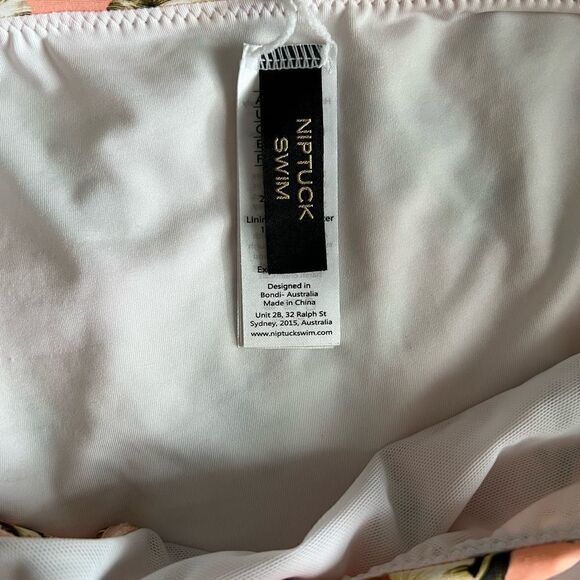 NIPTUCK
SWIM
Designed in
Bondi- Australia
Made in China
Unit 2B, 32 Ralph St
Sydney, 2015, Australia
www.niptuckswim.com